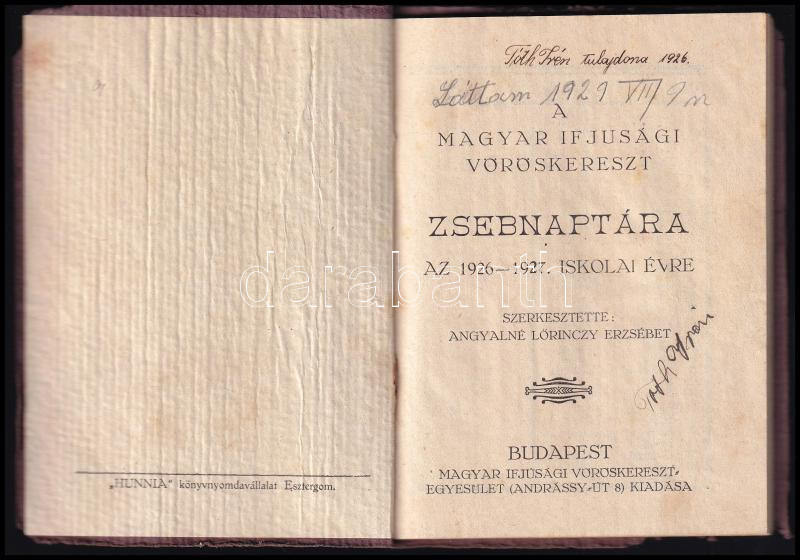 „HUNNIA" könyvnyomdavállalat Esztergom.
Tóth Irén tulajdona 1926.
Láttam 1929 VII/9 n
A
MAGYAR IFJUSÁGI
VÖRÖSKERESZT
ZSEBNAPTÁRA
AZ 1926—1927. ISKOLAI ÉVRE
SZERKESZTETTE:
ANGYALNÉ LŐRINCZY ERZSÉBET
Tóth Irén
BUDAPEST
MAGYAR IFJUSÁGI VÖRÖSKERESZT-
EGYESÜLET (ANDRÁSSY-ÚT 8) KIADÁSA
darabanth